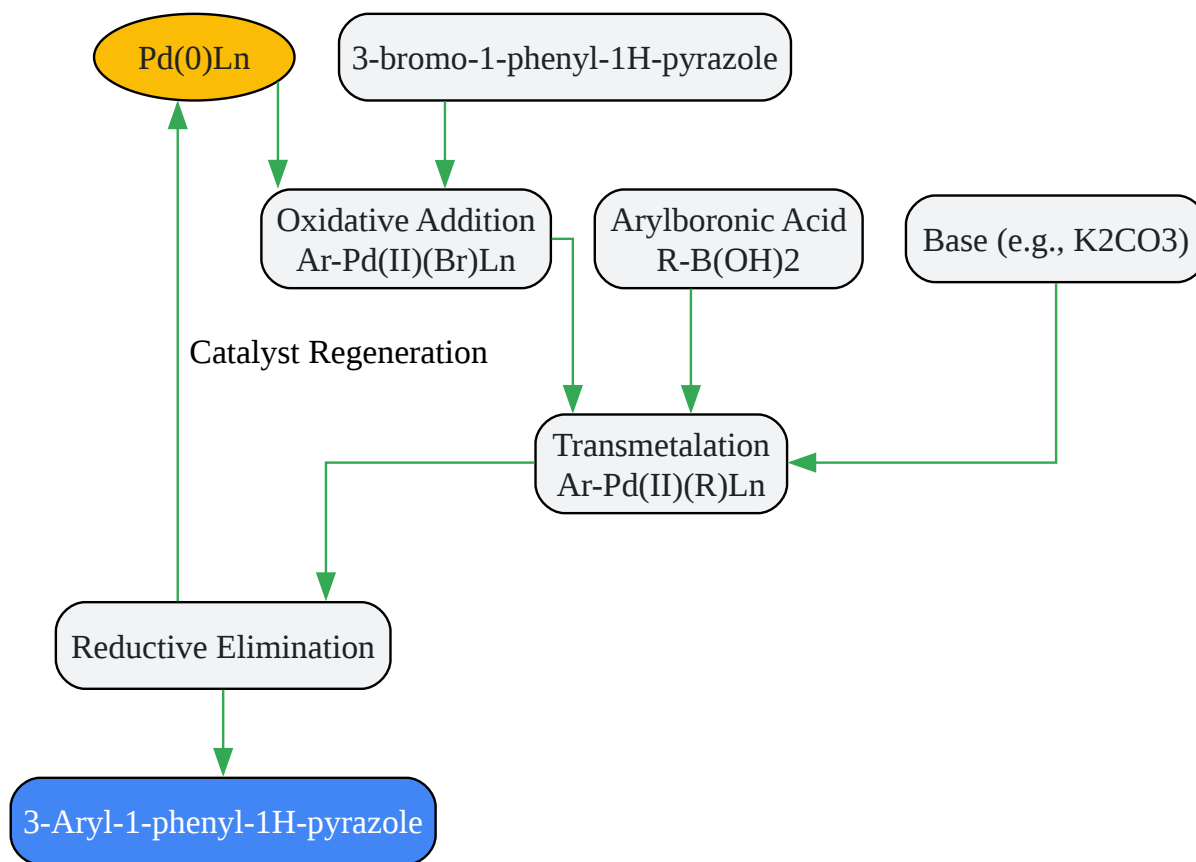 Pd(0)Ln
3-bromo-1-phenyl-1H-pyrazole
Oxidative Addition
Ar-Pd(II)(Br)Ln
Arylboronic Acid
R-B(OH)2
Base (e.g., K2CO3)
Catalyst Regeneration
Transmetalation
Ar-Pd(II)(R)Ln
Reductive Elimination
3-Aryl-1-phenyl-1H-pyrazole